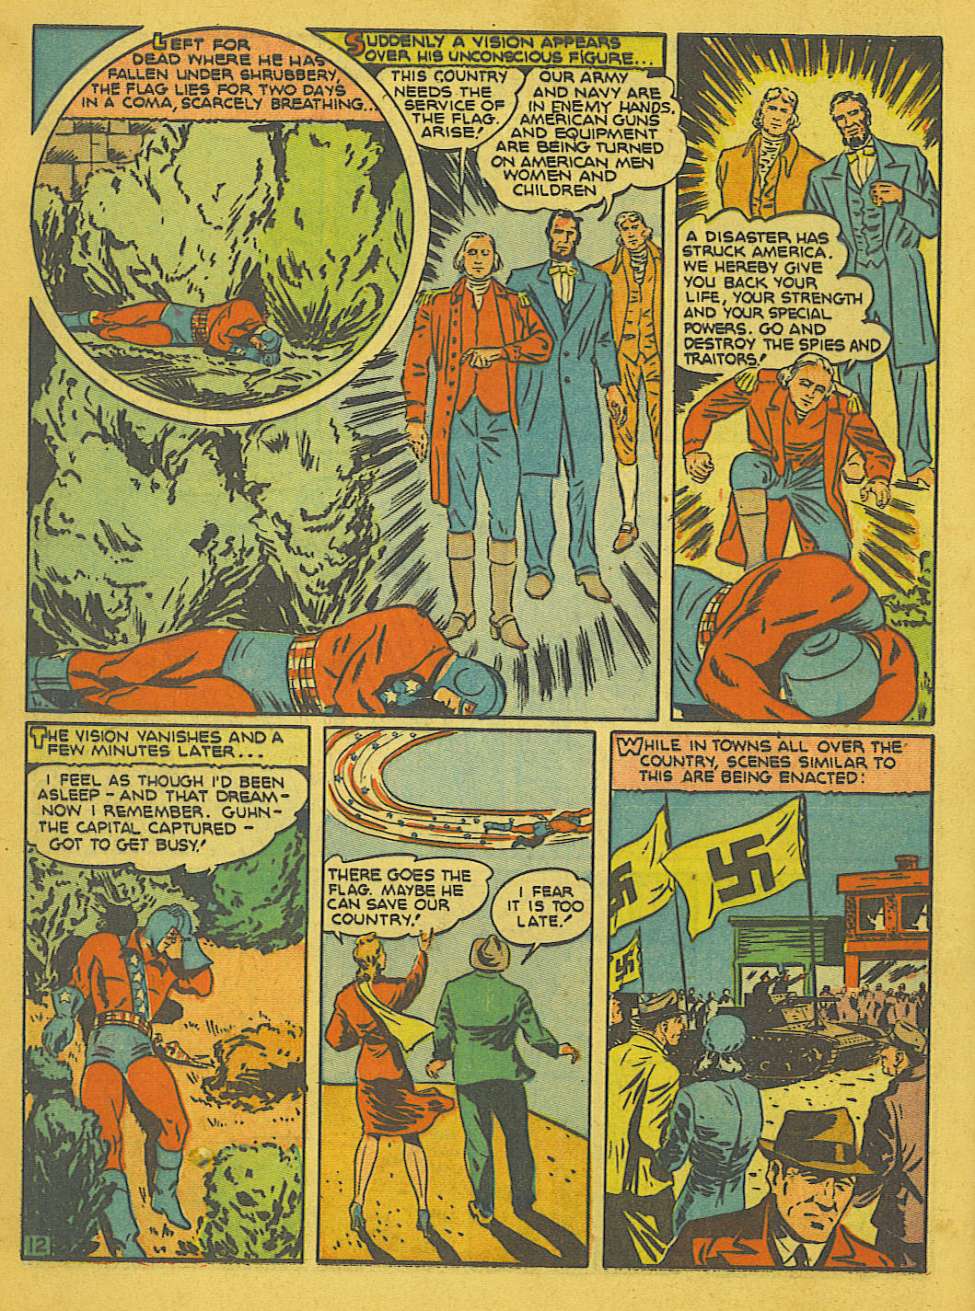 LEFT FOR
DEAD WHERE HE HAS
FALLEN UNDER SHRUBBERY,
THE FLAG LIES FOR TWO DAYS
IN A COMA, SCARCELY BREATHING...
SUDDENLY A VISION APPEARS
OVER HIS UNCONSCIOUS FIGURE...
THIS COUNTRY
NEEDS THE
SERVICE OF
THE FLAG.
ARISE!
OUR ARMY
AND NAVY ARE
IN ENEMY HANDS.
AMERICAN GUNS
AND EQUIPMENT
ARE BEING TURNED
ON AMERICAN MEN
WOMEN AND
CHILDREN
A DISASTER HAS
STRUCK AMERICA.
WE HEREBY GIVE
YOU BACK YOUR
LIFE, YOUR STRENGTH
AND YOUR SPECIAL
POWERS. GO AND
DESTROY THE SPIES AND
TRAITORS!
THE VISION VANISHES AND A
FEW MINUTES LATER...
I FEEL AS THOUGH I'D BEEN
ASLEEP - AND THAT DREAM -
NOW I REMEMBER. GUHN -
THE CAPITAL CAPTURED -
GOT TO GET BUSY!
THERE GOES THE
FLAG. MAYBE HE
CAN SAVE OUR
COUNTRY!
I FEAR
IT IS TOO
LATE!
WHILE IN TOWNS ALL OVER THE
COUNTRY, SCENES SIMILAR TO
THIS ARE BEING ENACTED:
12